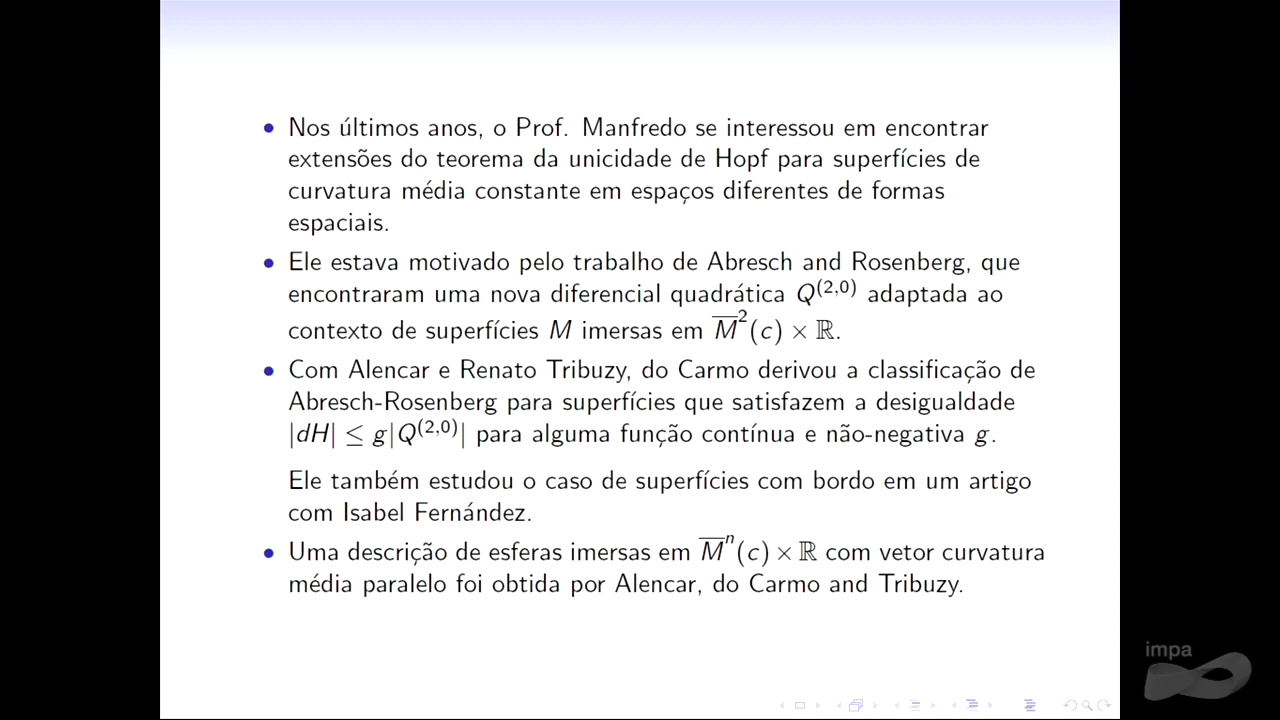 • Nos últimos anos, o Prof. Manfredo se interessou em encontrar
extensões do teorema da unicidade de Hopf para superfícies de
curvatura média constante em espaços diferentes de formas
espaciais.
• Ele estava motivado pelo trabalho de Abresch and Rosenberg, que
encontraram uma nova diferencial quadrática Q^(2,0) adaptada ao
contexto de superfícies M imersas em M̅²(c) × ℝ.
• Com Alencar e Renato Tribuzy, do Carmo derivou a classificação de
Abresch-Rosenberg para superfícies que satisfazem a desigualdade
|dH| ≤ g|Q^(2,0)| para alguma função contínua e não-negativa g.
Ele também estudou o caso de superfícies com bordo em um artigo
com Isabel Fernández.
• Uma descrição de esferas imersas em M̅ⁿ(c) × ℝ com vetor curvatura
média paralelo foi obtida por Alencar, do Carmo and Tribuzy.
impa